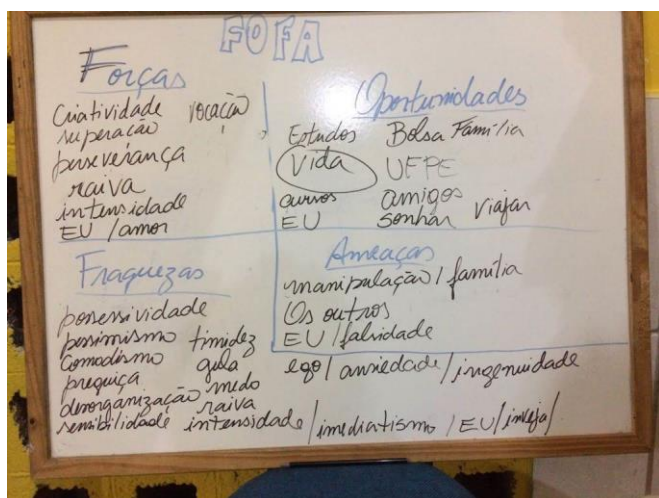 FOFA
Forças
Criatividade vocação
superação
perseverança
raiva
intensidade
EU / amor
Oportunidades
Estudos Bolsa Família
Vida UFPE
cursos amigos
EU sonhar viajar
Fraquezas
possessividade
pessimismo timidez
Comodismo gula
preguiça
desorganização medo
raiva
sensibilidade intensidade / imediatismo / EU / inveja /
Ameaças
manipulação / família
Os outros
EU / falsidade
ego / ansiedade / ingenuidade